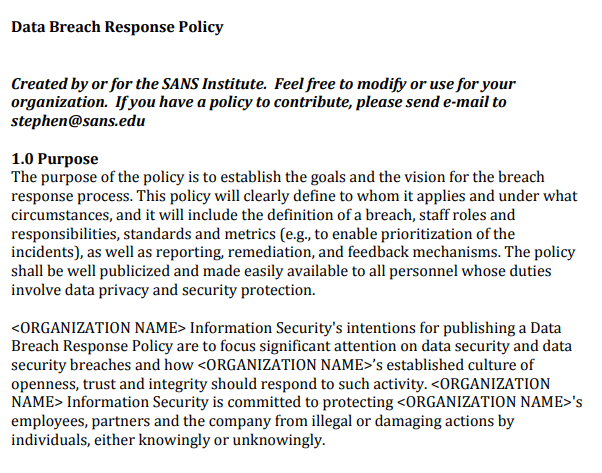 Data Breach Response Policy
Created by or for the SANS Institute.  Feel free to modify or use for your
organization.  If you have a policy to contribute, please send e-mail to
stephen@sans.edu
1.0 Purpose
The purpose of the policy is to establish the goals and the vision for the breach
response process. This policy will clearly define to whom it applies and under what
circumstances, and it will include the definition of a breach, staff roles and
responsibilities, standards and metrics (e.g., to enable prioritization of the
incidents), as well as reporting, remediation, and feedback mechanisms. The policy
shall be well publicized and made easily available to all personnel whose duties
involve data privacy and security protection.
<ORGANIZATION NAME> Information Security's intentions for publishing a Data
Breach Response Policy are to focus significant attention on data security and data
security breaches and how <ORGANIZATION NAME>’s established culture of
openness, trust and integrity should respond to such activity. <ORGANIZATION
NAME> Information Security is committed to protecting <ORGANIZATION NAME>'s
employees, partners and the company from illegal or damaging actions by
individuals, either knowingly or unknowingly.